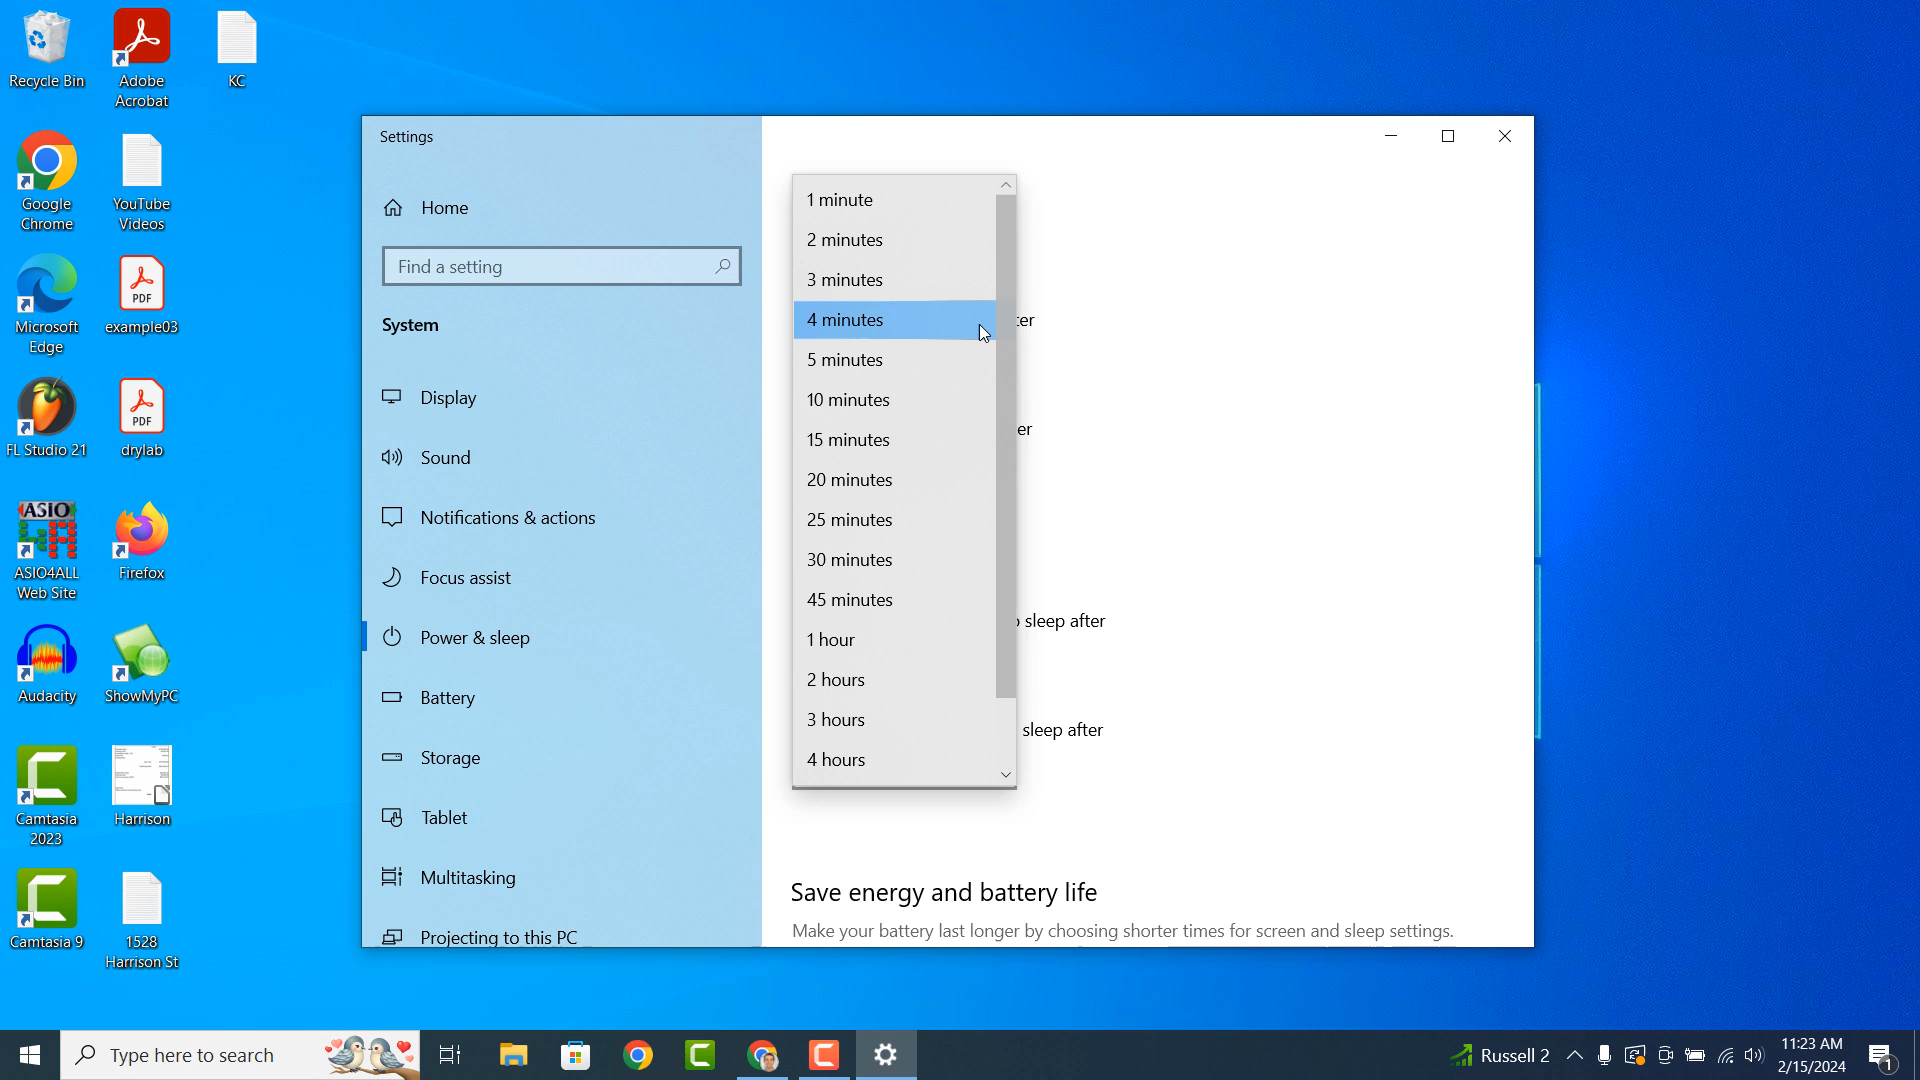 Recycle Bin
Adobe
Acrobat
KC
Google
Chrome
YouTube
Videos
Microsoft
Edge
PDF
example03
FL Studio 21
PDF
drylab
ASIO
ASIO4ALL
Web Site
Firefox
Audacity
ShowMyPC
Camtasia
2023
Harrison
Camtasia 9
1528
Harrison St
Settings
Home
Find a setting
System
Display
Sound
Notifications & actions
Focus assist
Power & sleep
Battery
Storage
Tablet
Multitasking
Projecting to this PC
1 minute
2 minutes
3 minutes
4 minutes
5 minutes
10 minutes
15 minutes
20 minutes
25 minutes
30 minutes
45 minutes
1 hour
2 hours
3 hours
4 hours
ter
er
sleep after
sleep after
Save energy and battery life
Make your battery last longer by choosing shorter times for screen and sleep settings.
Type here to search
Russell 2
11:23 AM
2/15/2024
1